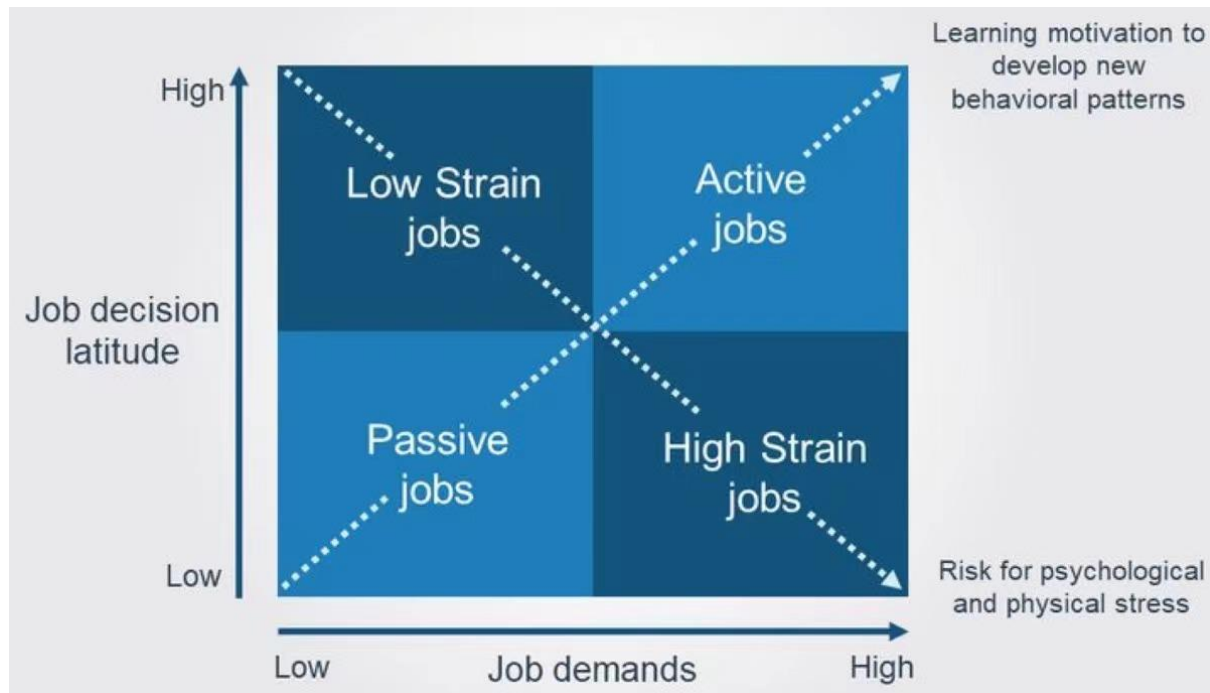 Learning motivation to
develop new
behavioral patterns
High
Low Strain
jobs
Active
jobs
Job decision
latitude
Passive
jobs
High Strain
jobs
Low
Risk for psychological
and physical stress
Low
Job demands
High